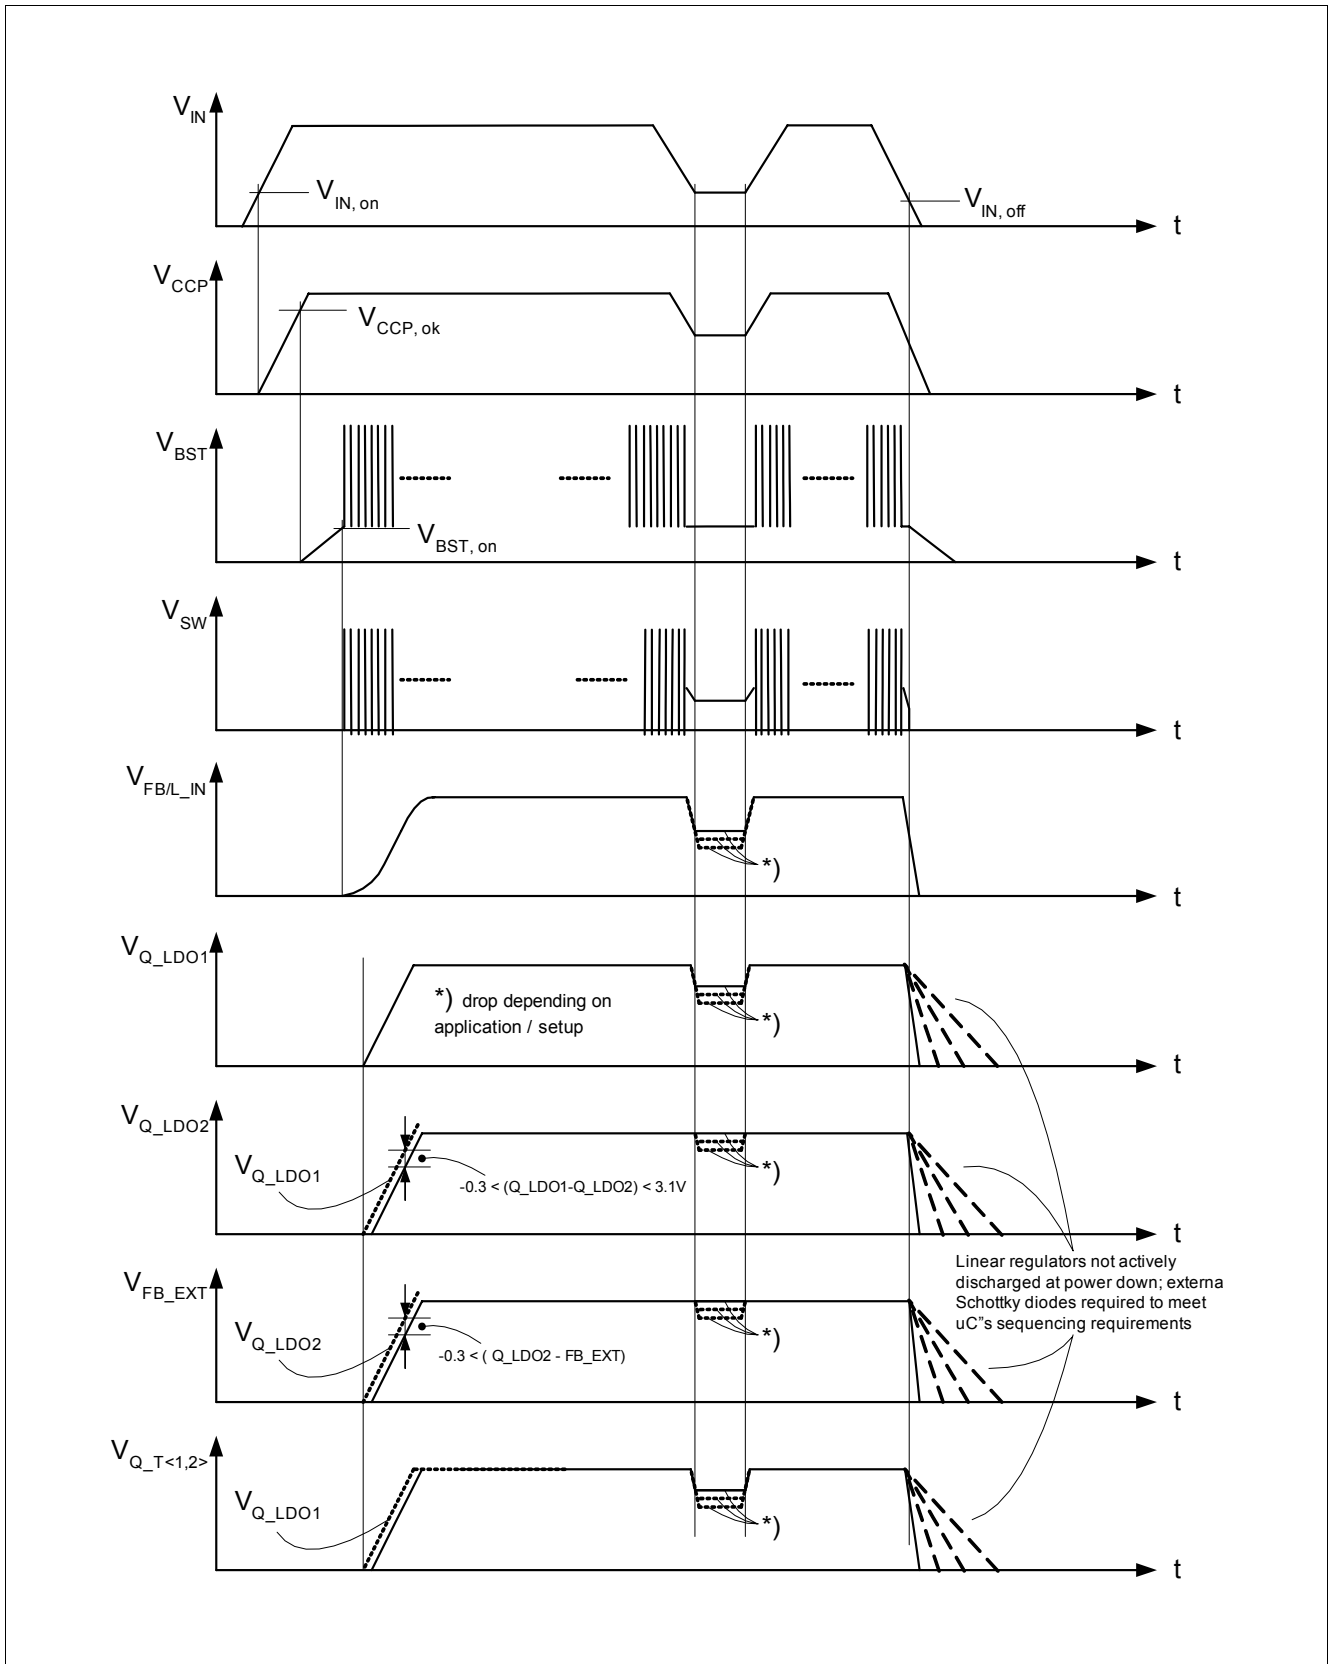 V_IN
V_IN, on
V_IN, off
t
V_CCP
V_CCP, ok
t
V_BST
V_BST, on
t
V_SW
t
V_FB/L_IN
*)
t
V_Q_LDO1
*) drop depending on
application / setup
*)
t
V_Q_LDO2
V_Q_LDO1
-0.3 < (Q_LDO1-Q_LDO2) < 3.1V
*)
t
Linear regulators not actively
discharged at power down; externa
Schottky diodes required to meet
uC"s sequencing requirements
V_FB_EXT
V_Q_LDO2
-0.3 < ( Q_LDO2 - FB_EXT)
*)
t
V_Q_T<1,2>
V_Q_LDO1
*)
t